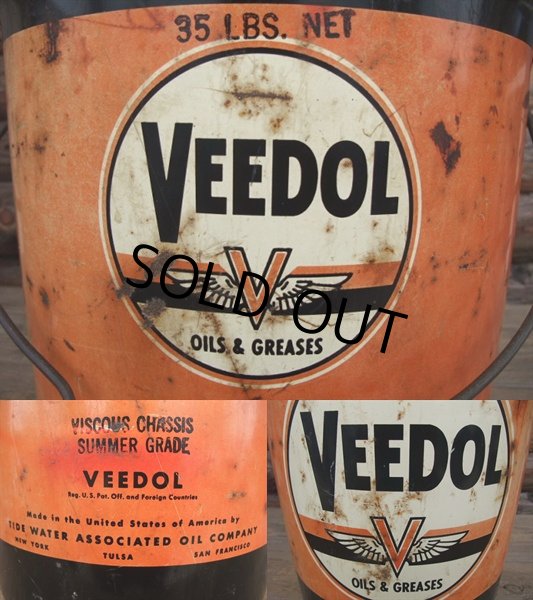 35 LBS. NET
VEEDOL
V
OILS & GREASES
SOLD OUT
VISCOUS CHASSIS
SUMMER GRADE
VEEDOL
Reg. U.S. Pat. Off. and Foreign Countries
Made in the United States of America by
TIDE WATER ASSOCIATED OIL COMPANY
NEW YORK TULSA SAN FRANCISCO
VEEDOL
V
OILS & GREASES